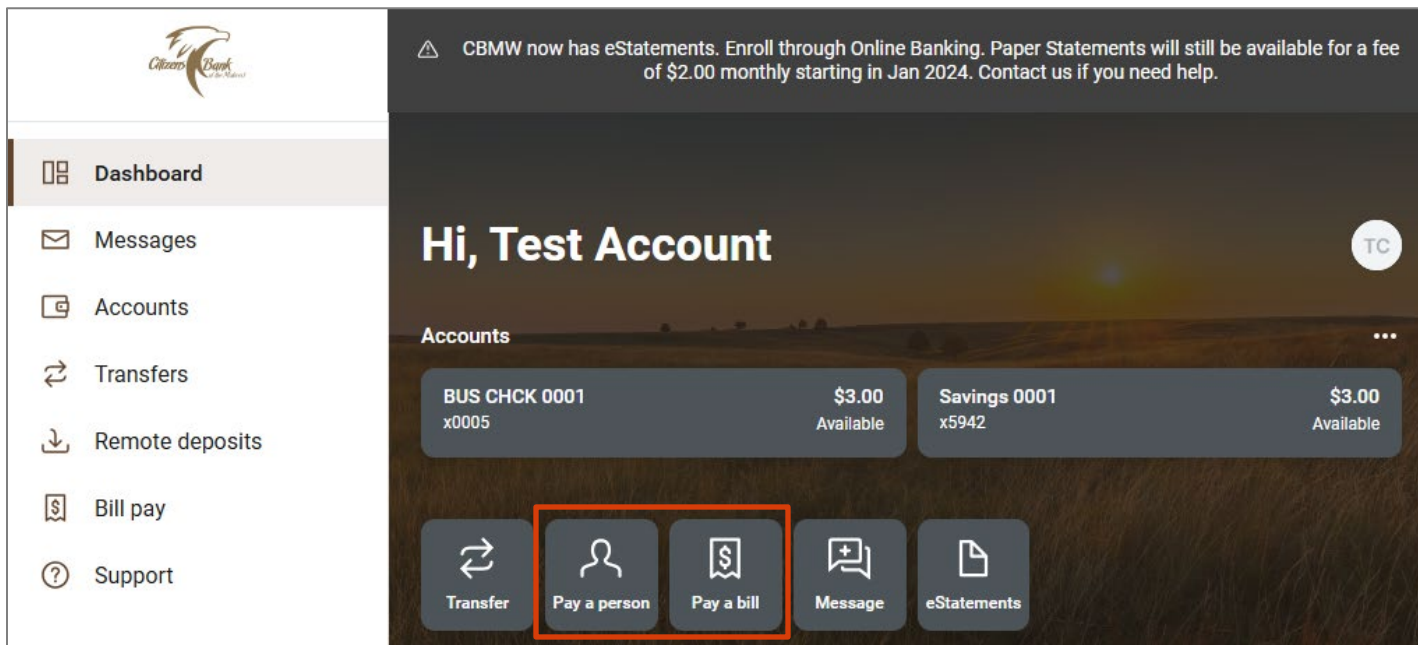 Citizens Bank
of the Midwest
CBMW now has eStatements. Enroll through Online Banking. Paper Statements will still be available for a fee
of $2.00 monthly starting in Jan 2024. Contact us if you need help.
Dashboard
Messages
Accounts
Transfers
Remote deposits
Bill pay
Support
Hi, Test Account
TC
Accounts
BUS CHCK 0001 $3.00
x0005 Available
Savings 0001 $3.00
x5942 Available
Transfer
Pay a person
Pay a bill
Message
eStatements